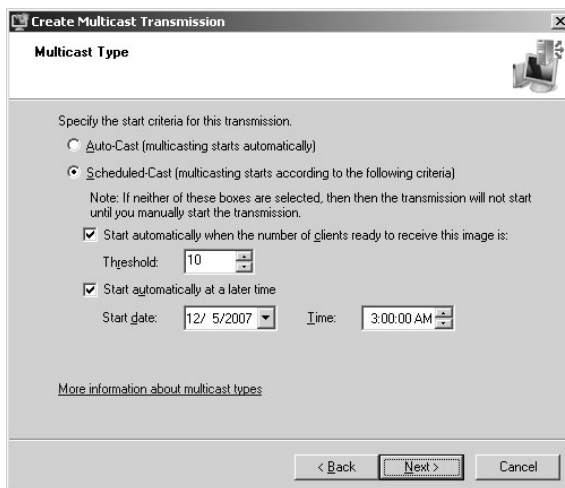 Create Multicast Transmission
Multicast Type
Specify the start criteria for this transmission.
Auto-Cast (multicasting starts automatically)
Scheduled-Cast (multicasting starts according to the following criteria)
Note: If neither of these boxes are selected, then then the transmission will not start
until you manually start the transmission.
Start automatically when the number of clients ready to receive this image is:
Threshold: 10
Start automatically at a later time
Start date: 12/ 5/2007 Time: 3:00:00 AM
More information about multicast types
< Back Next > Cancel